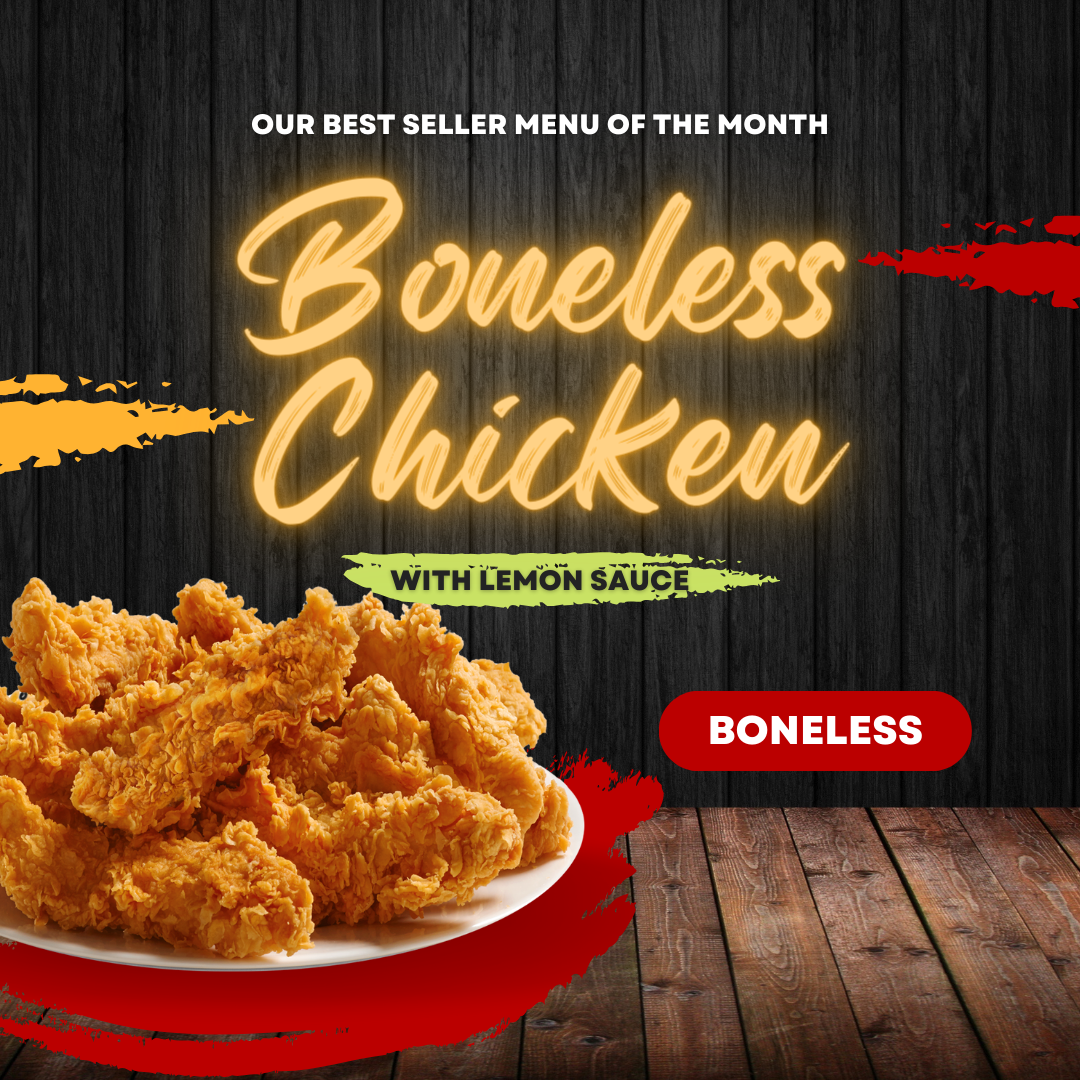 OUR BEST SELLER MENU OF THE MONTH
Boneless
Chicken
WITH LEMON SAUCE
BONELESS